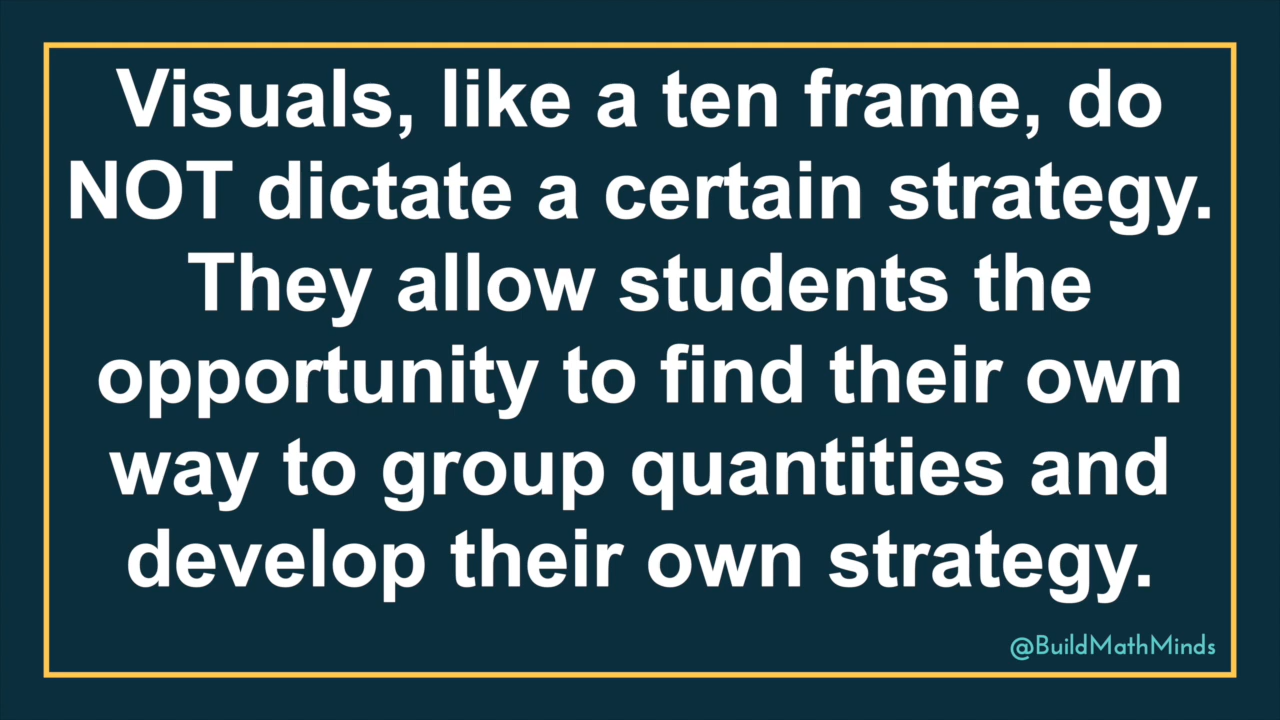 Visuals, like a ten frame, do
NOT dictate a certain strategy.
They allow students the
opportunity to find their own
way to group quantities and
develop their own strategy.
@BuildMathMinds